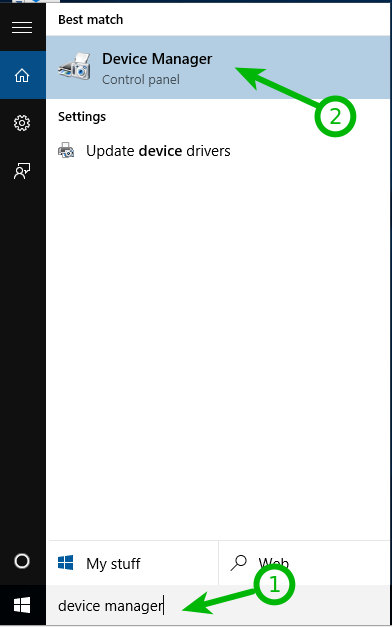 Best match
Device Manager
Control panel
2
Settings
Update device drivers
My stuff
Web
1
device manager